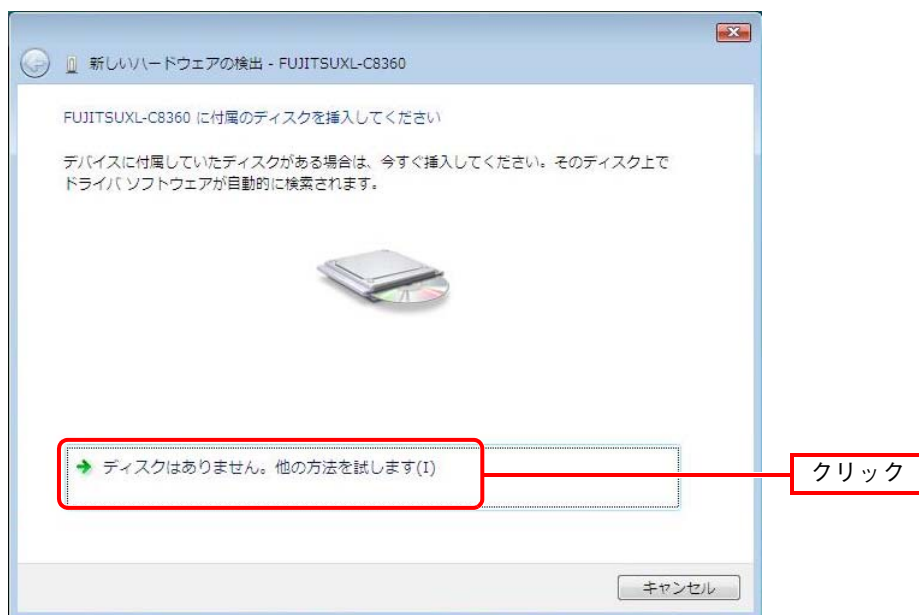 新しいハードウェアの検出 - FUJITSUXL-C8360
FUJITSUXL-C8360 に付属のディスクを挿入してください
デバイスに付属していたディスクがある場合は、今すぐ挿入してください。そのディスク上で
ドライバ ソフトウェアが自動的に検索されます。
ディスクはありません。他の方法を試します(I)
クリック
キャンセル